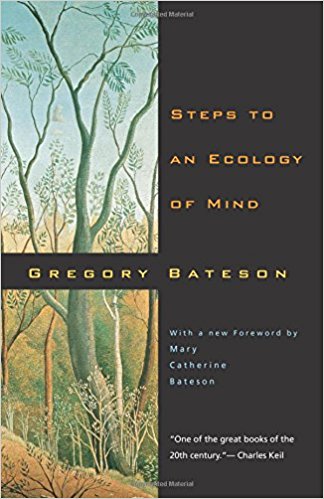 STEPS TO
AN ECOLOGY
OF MIND
GREGORY BATESON
With a new Foreword by
Mary
Catherine
Bateson
"One of the great books of the
20th century."— Charles Keil